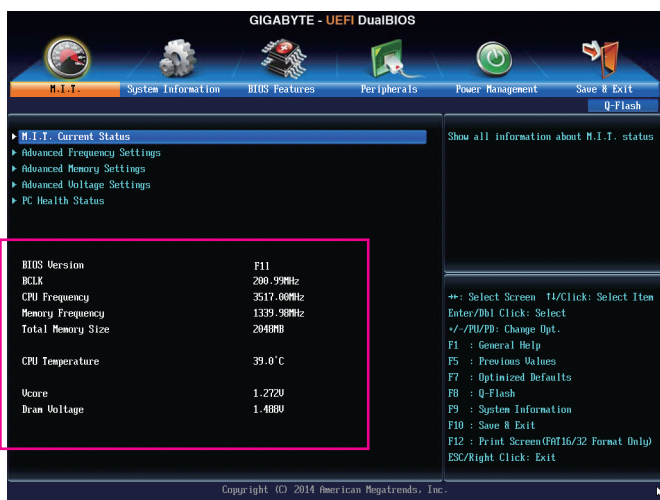 GIGABYTE - UEFI DualBIOS
M.I.T. System Information BIOS Features Peripherals Power Management Save & Exit
Q-Flash
M.I.T. Current Status
Advanced Frequency Settings
Advanced Memory Settings
Advanced Voltage Settings
PC Health Status
Show all information about M.I.T. status
BIOS Version F11
BCLK 200.99MHz
CPU Frequency 3517.00MHz
Memory Frequency 1339.98MHz
Total Memory Size 2048MB
CPU Temperature 39.0°C
Vcore 1.272V
Dram Voltage 1.488V
→←: Select Screen ↑↓/Click: Select Item
Enter/Dbl Click: Select
+/-/PU/PD: Change Opt.
F1 : General Help
F5 : Previous Values
F7 : Optimized Defaults
F8 : Q-Flash
F9 : System Information
F10 : Save & Exit
F12 : Print Screen(FAT16/32 Format Only)
ESC/Right Click: Exit
Copyright (C) 2014 American Megatrends, Inc.